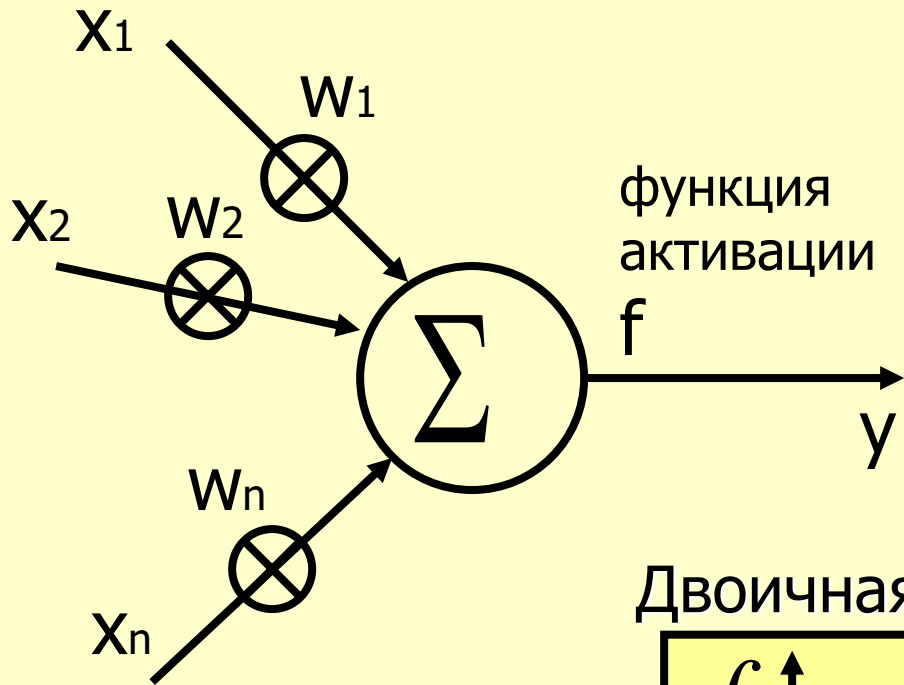 x1
w1
x2
w2
функция
активации
f
Σ
y
wn
xn
Двоичная
f